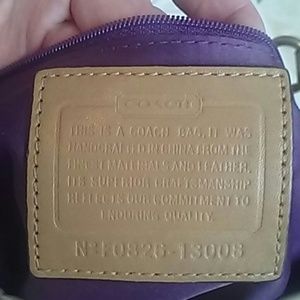 COACH
THIS IS A COACH BAG. IT WAS
HANDCRAFTED IN CHINA FROM THE
FINEST MATERIALS AND LEATHER.
ITS SUPERIOR CRAFTSMANSHIP
REFLECTS OUR COMMITMENT TO
ENDURING QUALITY.
Nº F0826-13008